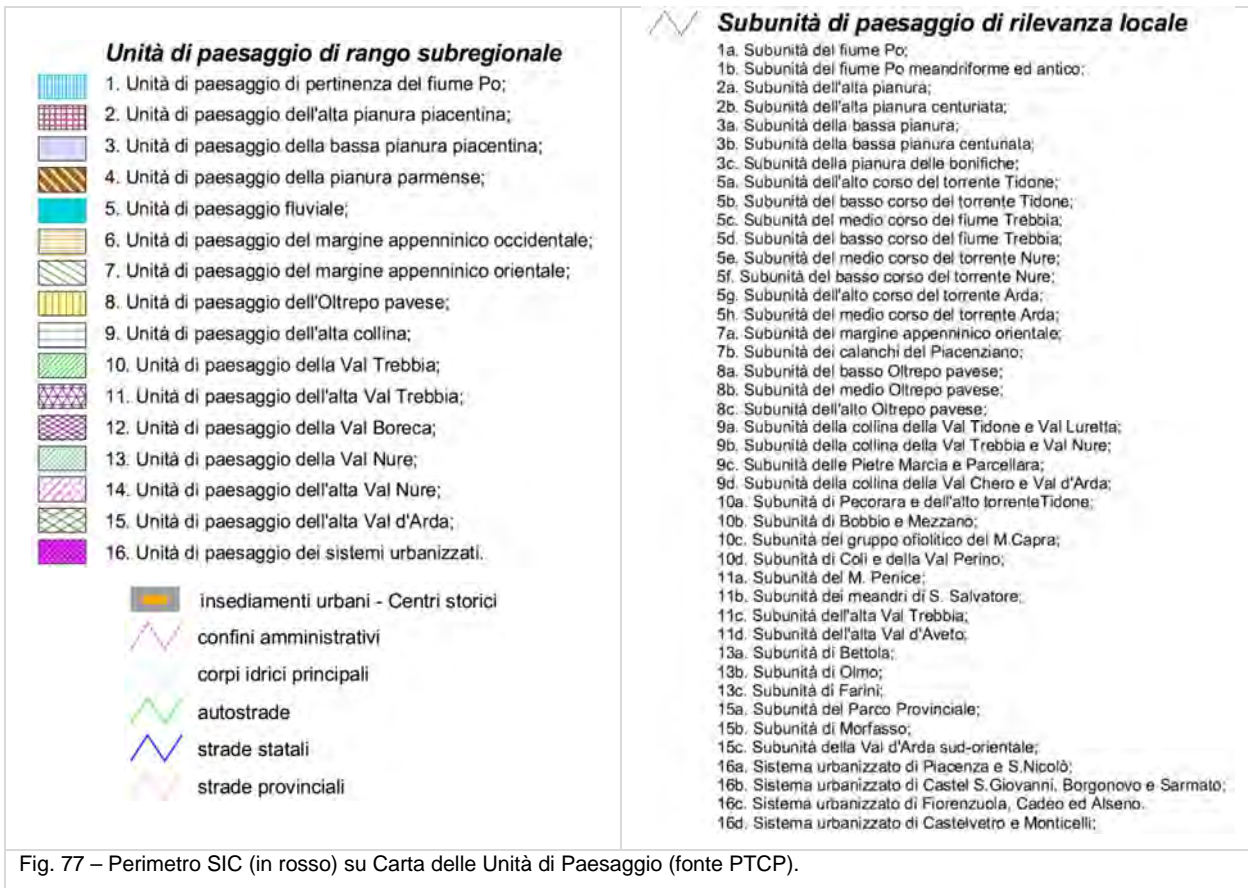 Unità di paesaggio di rango subregionale
1. Unità di paesaggio di pertinenza del fiume Po;
2. Unità di paesaggio dell'alta pianura piacentina;
3. Unità di paesaggio della bassa pianura piacentina;
4. Unità di paesaggio della pianura parmense;
5. Unità di paesaggio fluviale;
6. Unità di paesaggio del margine appenninico occidentale;
7. Unità di paesaggio del margine appenninico orientale;
8. Unità di paesaggio dell'Oltrepo pavese;
9. Unità di paesaggio dell'alta collina;
10. Unità di paesaggio della Val Trebbia;
11. Unità di paesaggio dell'alta Val Trebbia;
12. Unità di paesaggio della Val Boreca;
13. Unità di paesaggio della Val Nure;
14. Unità di paesaggio dell'alta Val Nure;
15. Unità di paesaggio dell'alta Val d'Arda;
16. Unità di paesaggio dei sistemi urbanizzati.
insediamenti urbani - Centri storici
confini amministrativi
corpi idrici principali
autostrade
strade statali
strade provinciali
Subunità di paesaggio di rilevanza locale
1a. Subunità del fiume Po;
1b. Subunità del fiume Po meandriforme ed antico;
2a. Subunità dell'alta pianura;
2b. Subunità dell'alta pianura centuriata;
3a. Subunità della bassa pianura;
3b. Subunità della bassa pianura centuriata;
3c. Subunità della pianura delle bonifiche;
5a. Subunità dell'alto corso del torrente Tidone;
5b. Subunità del basso corso del torrente Tidone;
5c. Subunità del medio corso del fiume Trebbia;
5d. Subunità del basso corso del fiume Trebbia;
5e. Subunità del medio corso del torrente Nure;
5f. Subunità del basso corso del torrente Nure;
5g. Subunità dell'alto corso del torrente Arda;
5h. Subunità del medio corso del torrente Arda;
7a. Subunità del margine appenninico orientale;
7b. Subunità dei calanchi del Piacenziano;
8a. Subunità del basso Oltrepo pavese;
8b. Subunità del medio Oltrepo pavese;
8c. Subunità dell'alto Oltrepo pavese;
9a. Subunità della collina della Val Tidone e Val Luretta;
9b. Subunità della collina della Val Trebbia e Val Nure;
9c. Subunità delle Pietre Marcia e Parcellara;
9d. Subunità della collina della Val Chero e Val d'Arda;
10a. Subunità di Pecorara e dell'alto torrenteTidone;
10b. Subunità di Bobbio e Mezzano;
10c. Subunità del gruppo ofiolitico del M.Capra;
10d. Subunità di Coli e della Val Perino;
11a. Subunità del M. Penice;
11b. Subunità dei meandri di S. Salvatore;
11c. Subunità dell'alta Val Trebbia;
11d. Subunità dell'alta Val d'Aveto;
13a. Subunità di Bettola;
13b. Subunità di Olmo;
13c. Subunità di Farini;
15a. Subunità del Parco Provinciale;
15b. Subunità di Morfasso;
15c. Subunità della Val d'Arda sud-orientale;
16a. Sistema urbanizzato di Piacenza e S.Nicolò;
16b. Sistema urbanizzato di Castel S.Giovanni, Borgonovo e Sarmato;
16c. Sistema urbanizzato di Fiorenzuola, Cadeo ed Alseno.
16d. Sistema urbanizzato di Castelvetro e Monticelli;
Fig. 77 – Perimetro SIC (in rosso) su Carta delle Unità di Paesaggio (fonte PTCP).